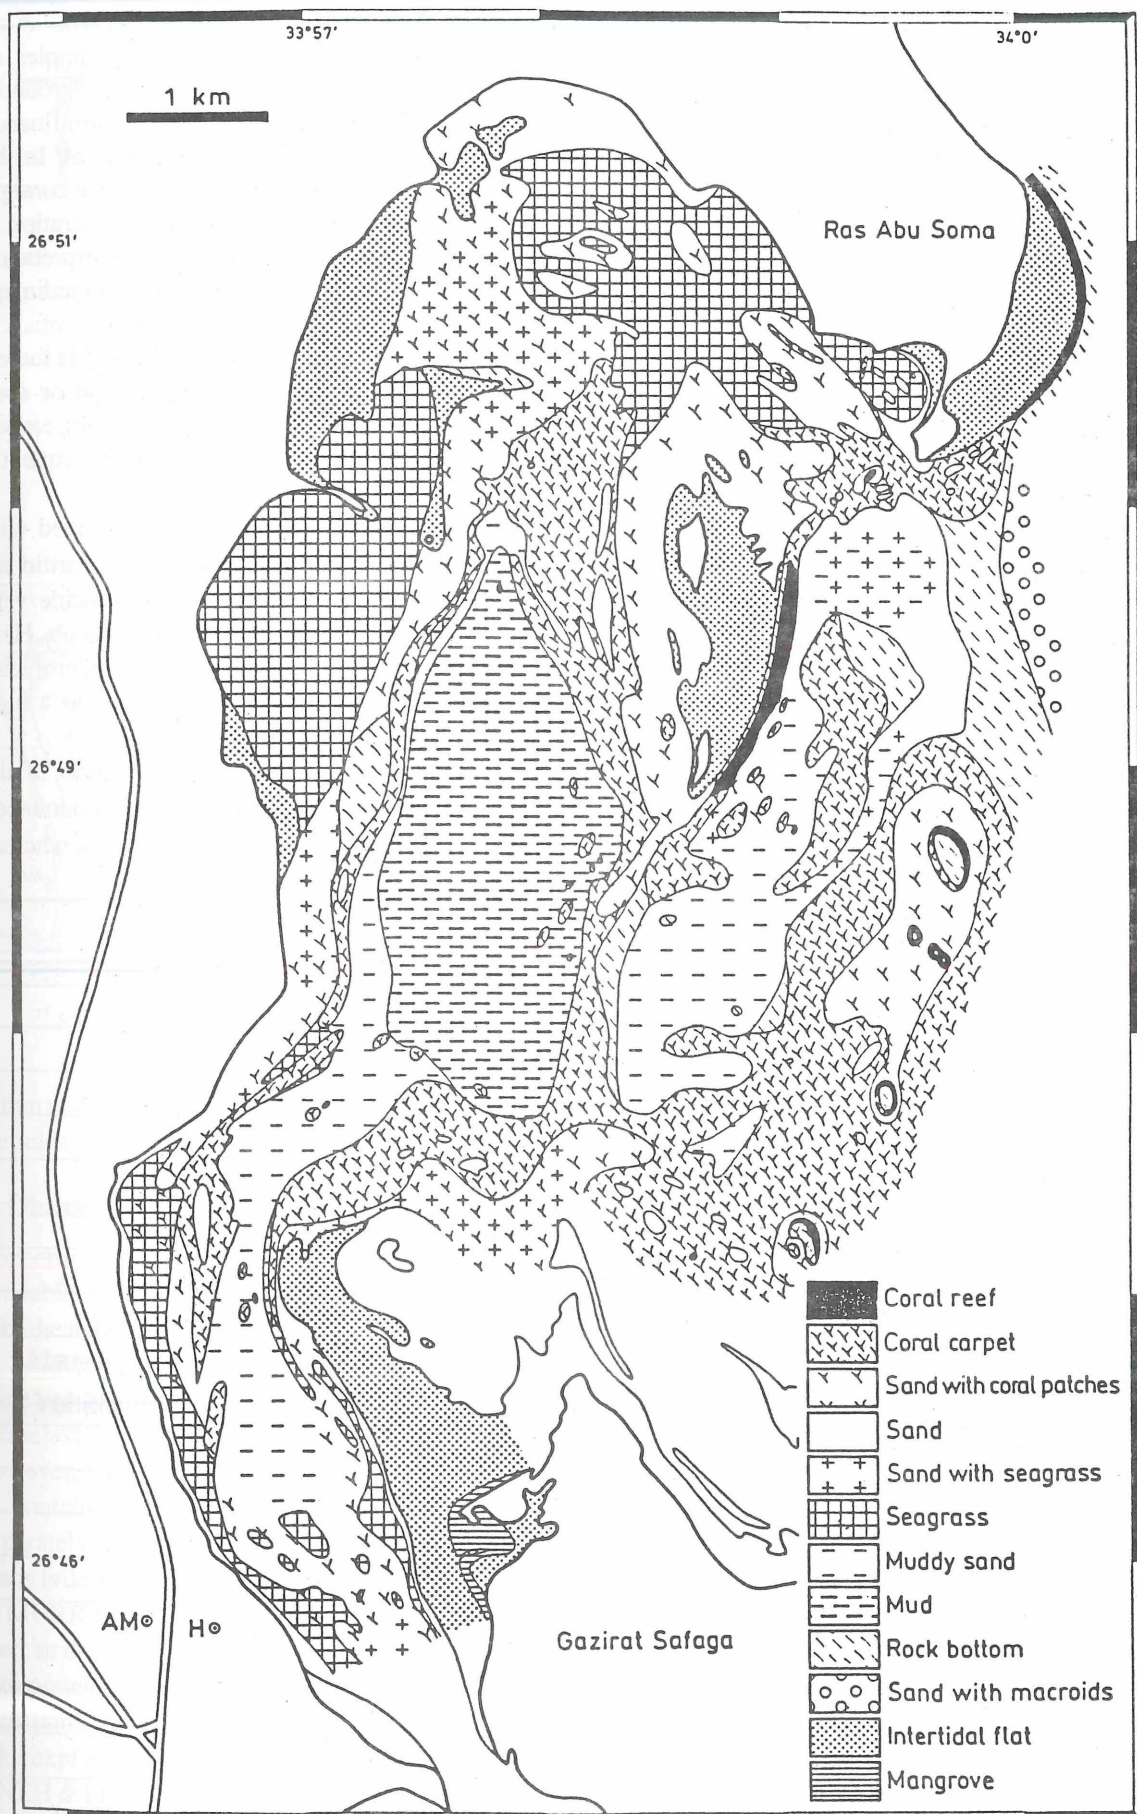 33°57'
34°0'
1 km
26°51'
Ras Abu Soma
26°49'
26°46'
AM
H
Gazirat Safaga
Coral reef
Coral carpet
Sand with coral patches
Sand
Sand with seagrass
Seagrass
Muddy sand
Mud
Rock bottom
Sand with macroids
Intertidal flat
Mangrove